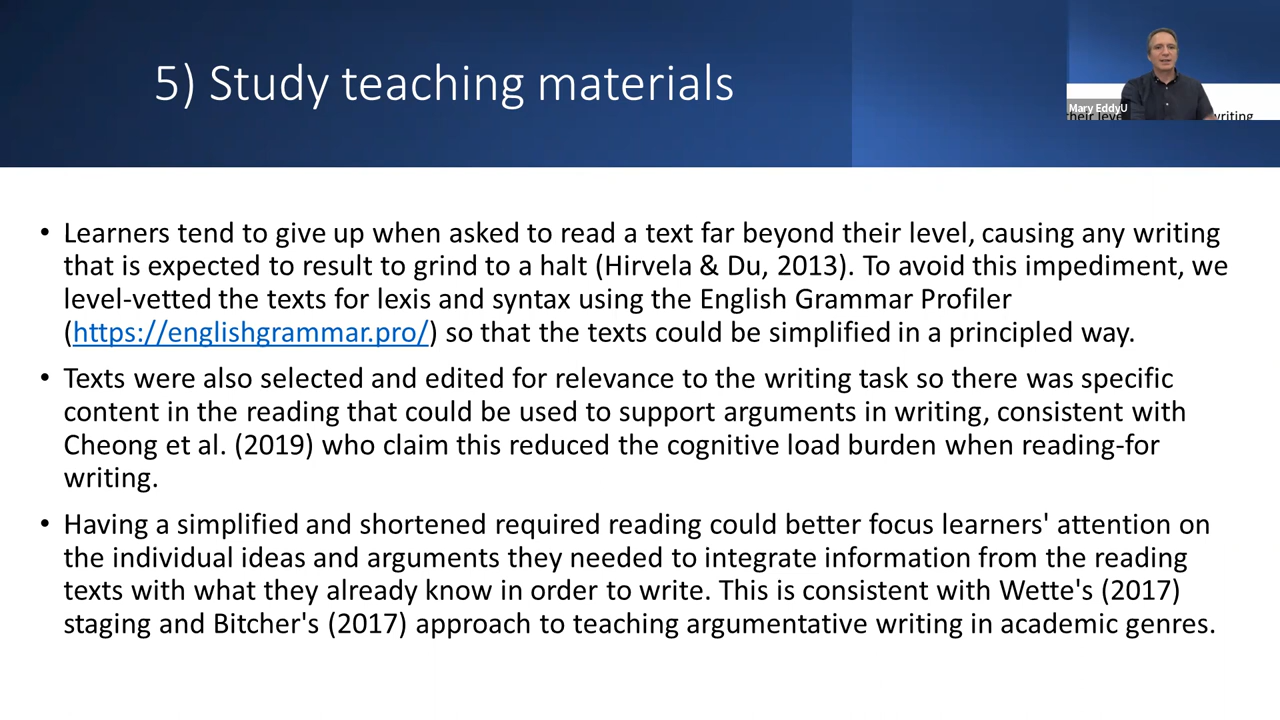 5) Study teaching materials
Mary EddyU
their leve
writing
• Learners tend to give up when asked to read a text far beyond their level, causing any writing
that is expected to result to grind to a halt (Hirvela & Du, 2013). To avoid this impediment, we
level-vetted the texts for lexis and syntax using the English Grammar Profiler
(https://englishgrammar.pro/) so that the texts could be simplified in a principled way.
• Texts were also selected and edited for relevance to the writing task so there was specific
content in the reading that could be used to support arguments in writing, consistent with
Cheong et al. (2019) who claim this reduced the cognitive load burden when reading-for
writing.
• Having a simplified and shortened required reading could better focus learners' attention on
the individual ideas and arguments they needed to integrate information from the reading
texts with what they already know in order to write. This is consistent with Wette's (2017)
staging and Bitcher's (2017) approach to teaching argumentative writing in academic genres.